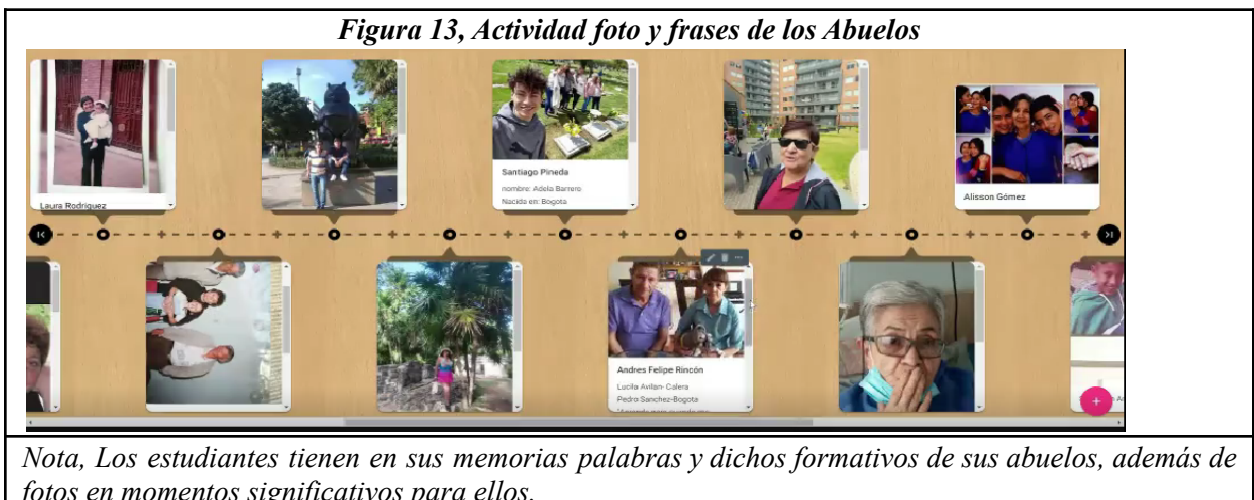 Figura 13, Actividad foto y frases de los Abuelos
Laura Rodriguez
Santiago Pineda
nombre: Adelia Barrero
Nacida en: Bogota
Alisson Gómez
Andres Felipe Rincón
Lucila Avillan- Calera
Pedro Sanchez-Bogota
Nota, Los estudiantes tienen en sus memorias palabras y dichos formativos de sus abuelos, además de
fotos en momentos significativos para ellos.